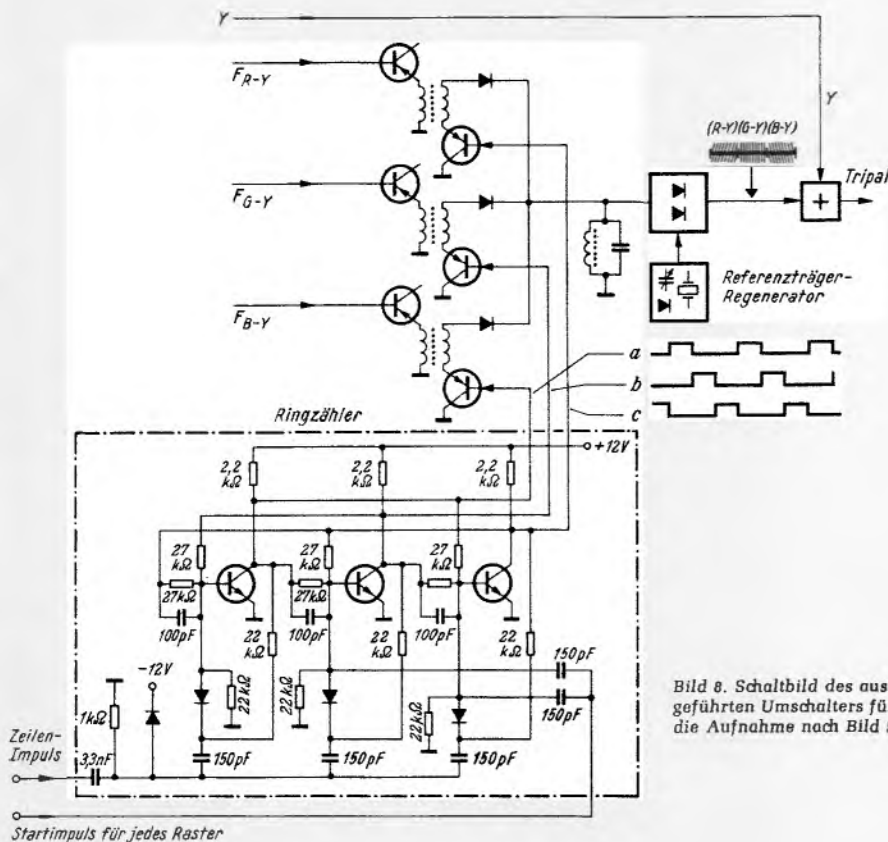 Y
F_R-Y
F_G-Y
F_B-Y
Y
(R-Y)(G-Y)(B-Y)
+
Tripal
Referenzträger-
Regenerator
a
b
c
Ringzähler
+12V
2,2
kΩ
2,2
kΩ
2,2
kΩ
27
kΩ
27
kΩ
27
kΩ
27kΩ
27kΩ
27kΩ
100pF
100pF
100pF
22
kΩ
22
kΩ
22
kΩ
150pF
150pF
-12V
1kΩ
22kΩ
22kΩ
22kΩ
Zeilen-
Impuls
3,3nF
150pF
150pF
150pF
Startimpuls für jedes Raster
Bild 8. Schaltbild des aus
geführten Umschalters fü
die Aufnahme nach Bild